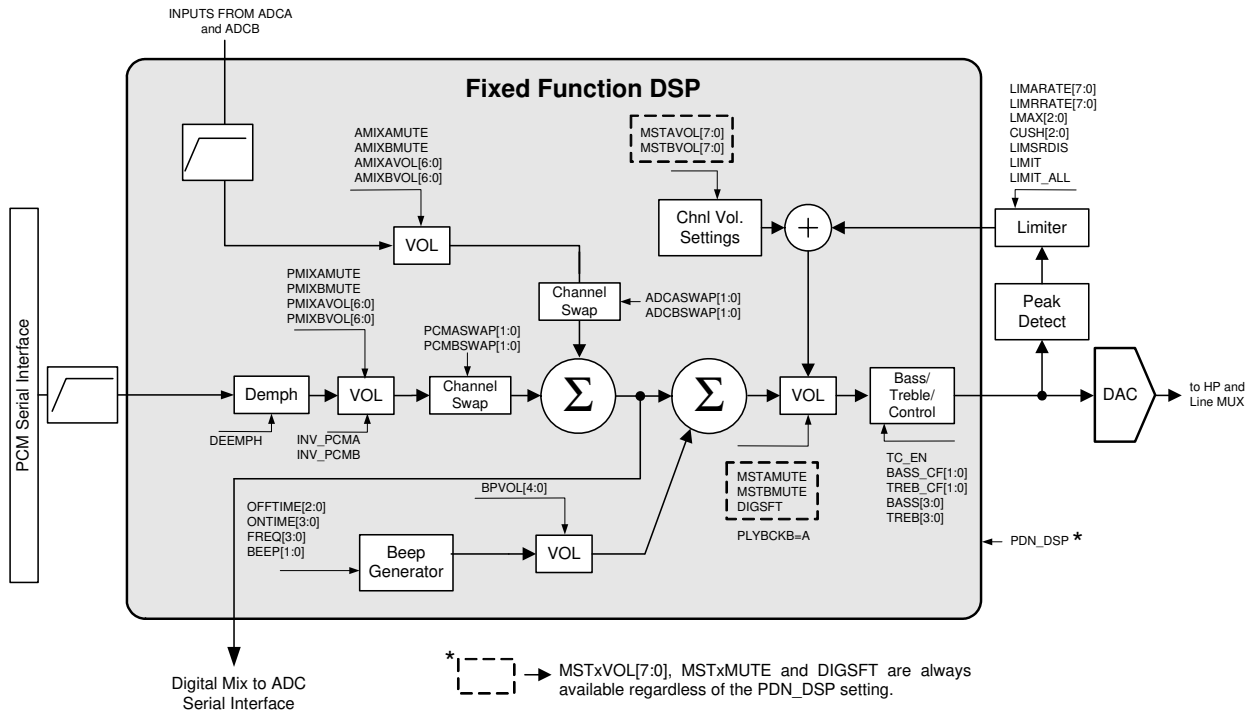 INPUTS FROM ADCA
and ADCB
Fixed Function DSP
AMIXAMUTE
AMIXBMUTE
AMIXAVOL[6:0]
AMIXBVOL[6:0]
MSTAVOL[7:0]
MSTBVOL[7:0]
LIMARATE[7:0]
LIMRRATE[7:0]
LMAX[2:0]
CUSH[2:0]
LIMSRDIS
LIMIT
LIMIT_ALL
VOL
Chnl Vol.
Settings
+
Limiter
PMIXAMUTE
PMIXBMUTE
PMIXAVOL[6:0]
PMIXBVOL[6:0]
Channel
Swap
ADCASWAP[1:0]
ADCBSWAP[1:0]
Peak
Detect
PCMASWAP[1:0]
PCMBSWAP[1:0]
PCM Serial Interface
Demph
VOL
Channel
Swap
Σ
Σ
VOL
Bass/
Treble/
Control
DAC
to HP and
Line MUX
DEEMPH
INV_PCMA
INV_PCMB
TC_EN
BASS_CF[1:0]
TREB_CF[1:0]
BASS[3:0]
TREB[3:0]
MSTAMUTE
MSTBMUTE
DIGSFT
PLYBCKB=A
BPVOL[4:0]
OFFTIME[2:0]
ONTIME[3:0]
FREQ[3:0]
BEEP[1:0]
Beep
Generator
VOL
PDN_DSP *
Digital Mix to ADC
Serial Interface
* MSTxVOL[7:0], MSTxMUTE and DIGSFT are always
available regardless of the PDN_DSP setting.